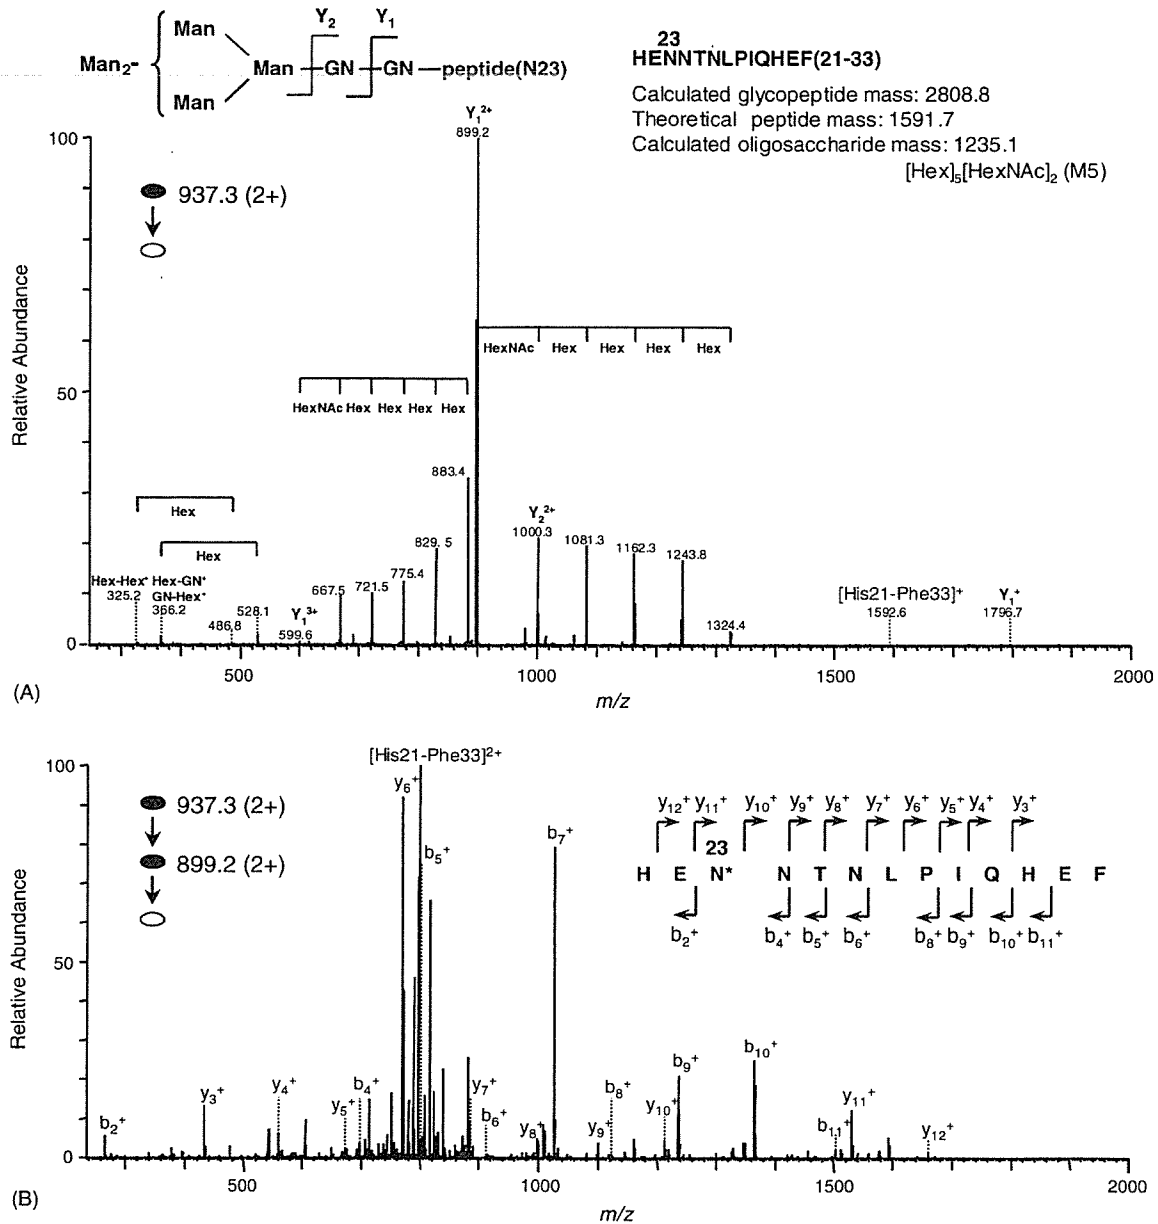 Y2 Y1
Man
Man2- Man GN GN peptide(N23)
Man
23
HENNTNLPIQHEF(21-33)
Calculated glycopeptide mass: 2808.8
Theoretical peptide mass: 1591.7
Calculated oligosaccharide mass: 1235.1
[Hex]5[HexNAc]2 (M5)
Y1 2+
899.2
100
937.3 (2+)
Relative Abundance
HexNAc Hex Hex Hex Hex
50
HexNAc Hex Hex Hex Hex
883.4
Hex
Hex
829.5
Y2 2+
1000.3
1081.3
1162.3
1243.8
775.4
721.5
667.5
Hex-Hex+
325.2
Hex-GN+
GN-Hex+
366.2
486.8
528.1
Y1 3+
599.6
1324.4
[His21-Phe33]+
1592.6
Y1+
1796.7
0
500 1000 1500 2000
m/z
(A)
[His21-Phe33]2+
100
937.3 (2+)
899.2 (2+)
Relative Abundance
y6+
b5+
b7+
y12+ y11+ y10+ y9+ y8+ y7+ y6+ y5+ y4+ y3+
23
H E N* N T N L P I Q H E F
b2+ b4+ b5+ b6+ b8+ b9+ b10+ b11+
50
b2+
y3+
y4+
y5+
b4+
y7+
b6+
y8+
y9+
b8+
y10+
b9+
b10+
b11+
y11+
y12+
0
500 1000 1500 2000
m/z
(B)